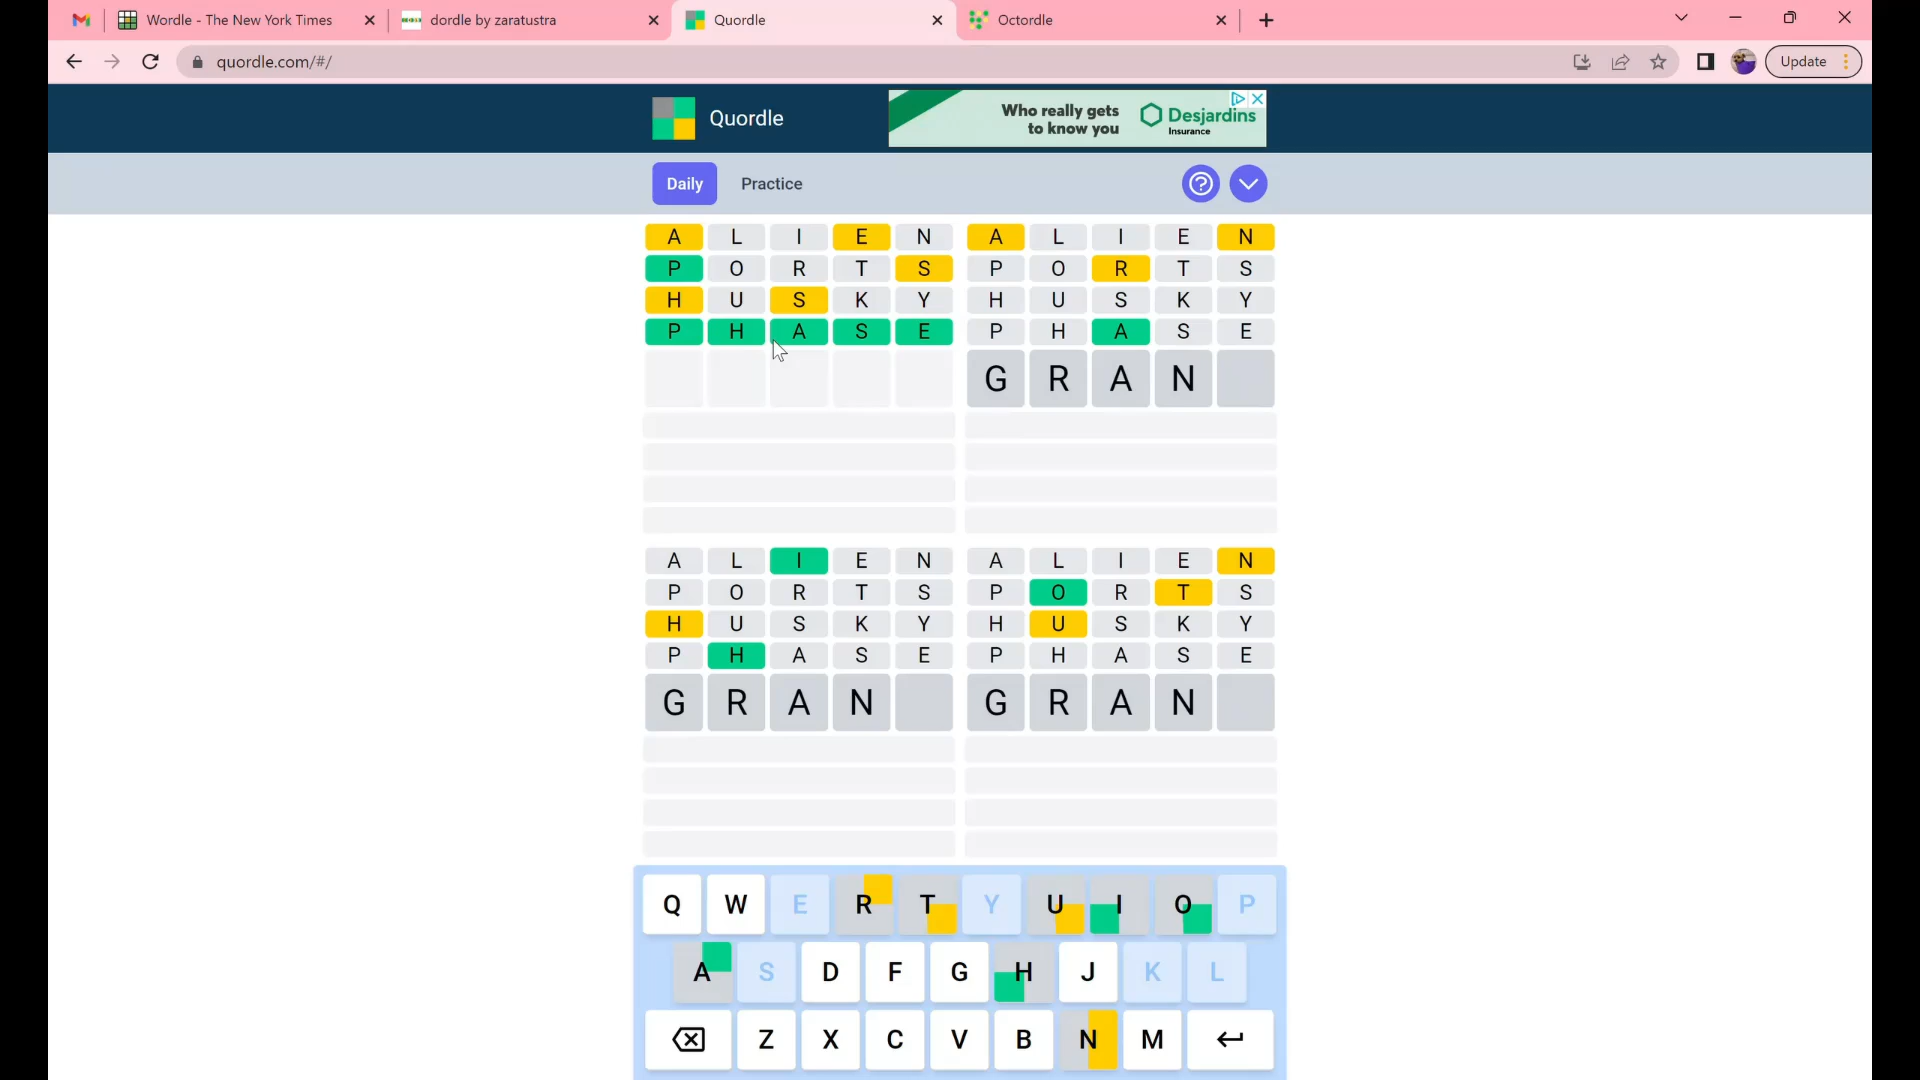 Wordle - The New York Times dordle by zaratustra Quordle Octordle
quordle.com/#/ Update
Quordle
Who really gets
to know you
Desjardins
Insurance
Daily Practice
A L I E N A L I E N
P O R T S P O R T S
H U S K Y H U S K Y
P H A S E P H A S E
G R A N
A L I E N A L I E N
P O R T S P O R T S
H U S K Y H U S K Y
P H A S E P H A S E
G R A N G R A N
Q W E R T Y U I O P
A S D F G H J K L
Z X C V B N M